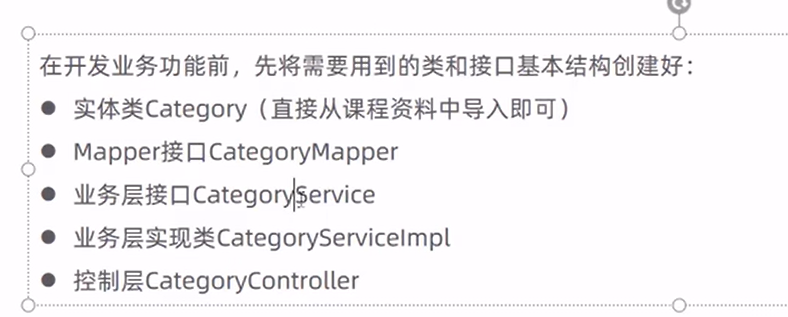 在开发业务功能前，先将需要用到的类和接口基本结构创建好：
● 实体类Category（直接从课程资料中导入即可）
● Mapper接口CategoryMapper
● 业务层接口CategoryService
● 业务层实现类CategoryServiceImpl
● 控制层CategoryController